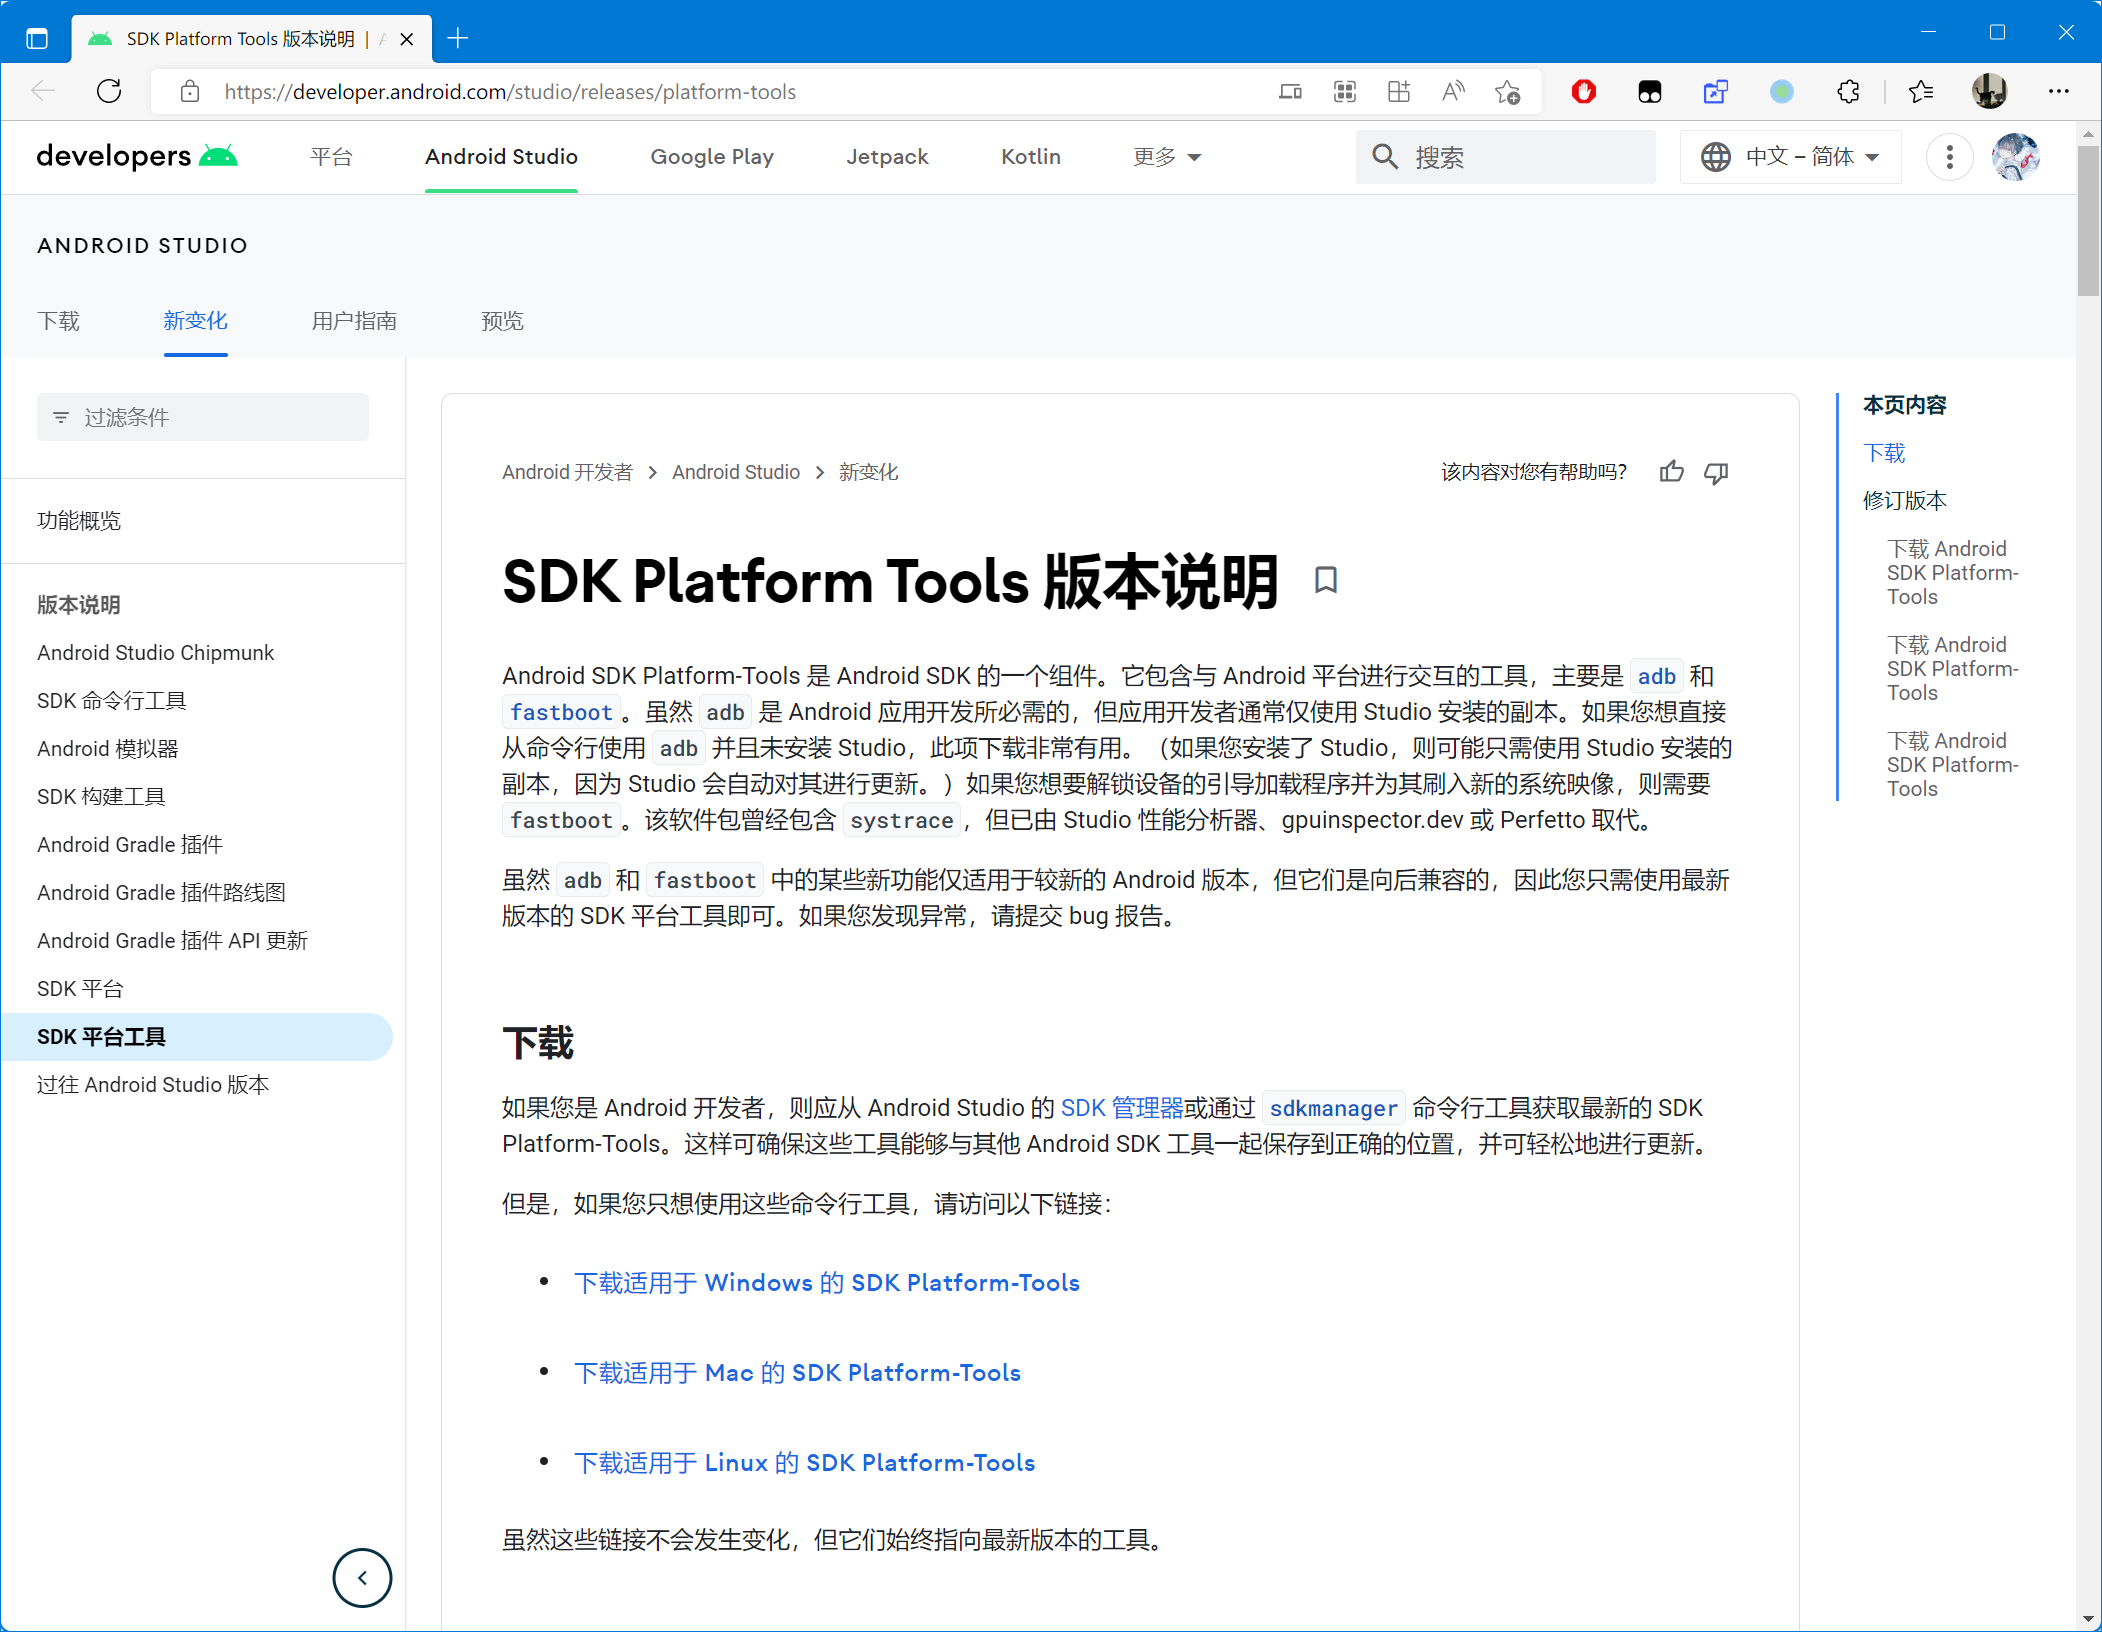 SDK Platform Tools 版本说明 |
https://developer.android.com/studio/releases/platform-tools
developers
平台
Android Studio
Google Play
Jetpack
Kotlin
更多
搜索
中文 – 简体
ANDROID STUDIO
下载
新变化
用户指南
预览
过滤条件
功能概览
版本说明
Android Studio Chipmunk
SDK 命令行工具
Android 模拟器
SDK 构建工具
Android Gradle 插件
Android Gradle 插件路线图
Android Gradle 插件 API 更新
SDK 平台
SDK 平台工具
过往 Android Studio 版本
Android 开发者 > Android Studio > 新变化
该内容对您有帮助吗?
SDK Platform Tools 版本说明
Android SDK Platform-Tools 是 Android SDK 的一个组件。它包含与 Android 平台进行交互的工具，主要是 adb 和
fastboot。虽然 adb 是 Android 应用开发所必需的，但应用开发者通常仅使用 Studio 安装的副本。如果您想直接
从命令行使用 adb 并且未安装 Studio，此项下载非常有用。（如果您安装了 Studio，则可能只需使用 Studio 安装的
副本，因为 Studio 会自动对其进行更新。）如果您想要解锁设备的引导加载程序并为其刷入新的系统映像，则需要
fastboot。该软件包曾经包含 systrace，但已由 Studio 性能分析器、gpuinspector.dev 或 Perfetto 取代。
虽然 adb 和 fastboot 中的某些新功能仅适用于较新的 Android 版本，但它们是向后兼容的，因此您只需使用最新
版本的 SDK 平台工具即可。如果您发现异常，请提交 bug 报告。
下载
如果您是 Android 开发者，则应从 Android Studio 的 SDK 管理器或通过 sdkmanager 命令行工具获取最新的 SDK
Platform-Tools。这样可确保这些工具能够与其他 Android SDK 工具一起保存到正确的位置，并可轻松地进行更新。
但是，如果您只想使用这些命令行工具，请访问以下链接：
• 下载适用于 Windows 的 SDK Platform-Tools
• 下载适用于 Mac 的 SDK Platform-Tools
• 下载适用于 Linux 的 SDK Platform-Tools
虽然这些链接不会发生变化，但它们始终指向最新版本的工具。
本页内容
下载
修订版本
下载 Android
SDK Platform-
Tools
下载 Android
SDK Platform-
Tools
下载 Android
SDK Platform-
Tools